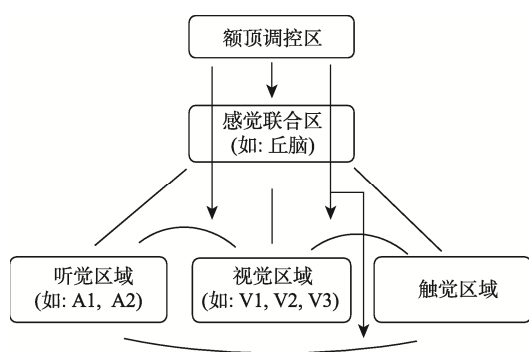 额顶调控区
感觉联合区
(如: 丘脑)
听觉区域
(如: A1, A2)
视觉区域
(如: V1, V2, V3)
触觉区域